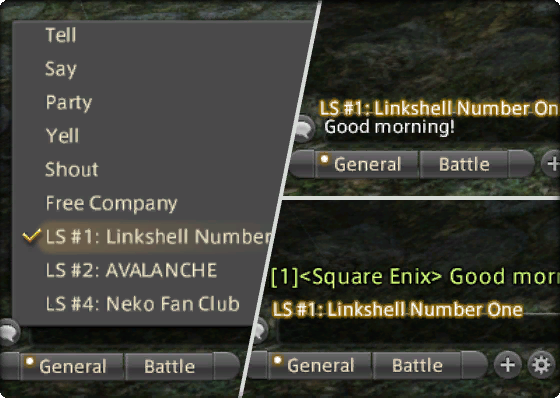 Tell
Say
Party
Yell
Shout
Free Company
LS #1: Linkshell Number
LS #2: AVALANCHE
LS #4: Neko Fan Club
General Battle
LS #1: Linkshell Number On
Good morning!
General Battle
[1]<Square Enix> Good morn
LS #1: Linkshell Number One
General Battle